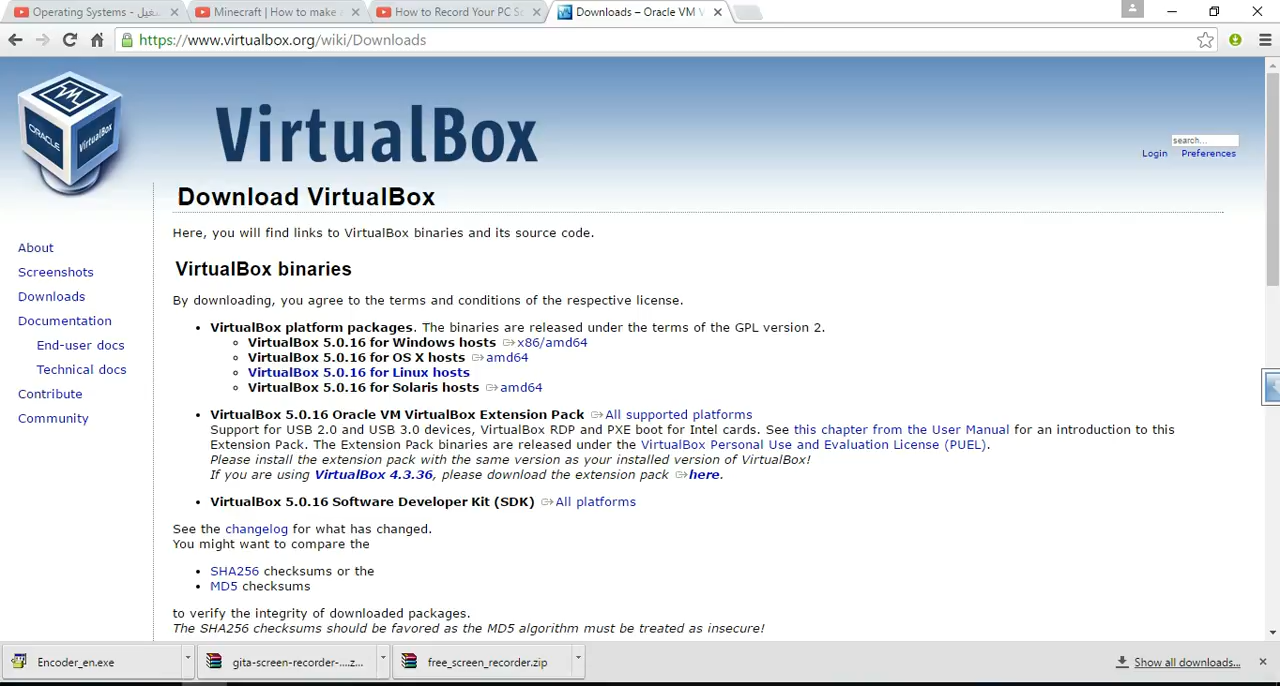 Operating Systems - تشغيل
Minecraft | How to make
How to Record Your PC Sc
Downloads – Oracle VM V
https://www.virtualbox.org/wiki/Downloads
ORACLE
VirtualBox
VirtualBox
search...
Login Preferences
Download VirtualBox
Here, you will find links to VirtualBox binaries and its source code.
About
Screenshots
Downloads
Documentation
End-user docs
Technical docs
Contribute
Community
VirtualBox binaries
By downloading, you agree to the terms and conditions of the respective license.
• VirtualBox platform packages. The binaries are released under the terms of the GPL version 2.
VirtualBox 5.0.16 for Windows hosts x86/amd64
VirtualBox 5.0.16 for OS X hosts amd64
VirtualBox 5.0.16 for Linux hosts
VirtualBox 5.0.16 for Solaris hosts amd64
• VirtualBox 5.0.16 Oracle VM VirtualBox Extension Pack All supported platforms
Support for USB 2.0 and USB 3.0 devices, VirtualBox RDP and PXE boot for Intel cards. See this chapter from the User Manual for an introduction to this
Extension Pack. The Extension Pack binaries are released under the VirtualBox Personal Use and Evaluation License (PUEL).
Please install the extension pack with the same version as your installed version of VirtualBox!
If you are using VirtualBox 4.3.36, please download the extension pack here.
• VirtualBox 5.0.16 Software Developer Kit (SDK) All platforms
See the changelog for what has changed.
You might want to compare the
• SHA256 checksums or the
• MD5 checksums
to verify the integrity of downloaded packages.
The SHA256 checksums should be favored as the MD5 algorithm must be treated as insecure!
Encoder_en.exe
gita-screen-recorder-....z...
free_screen_recorder.zip
Show all downloads...